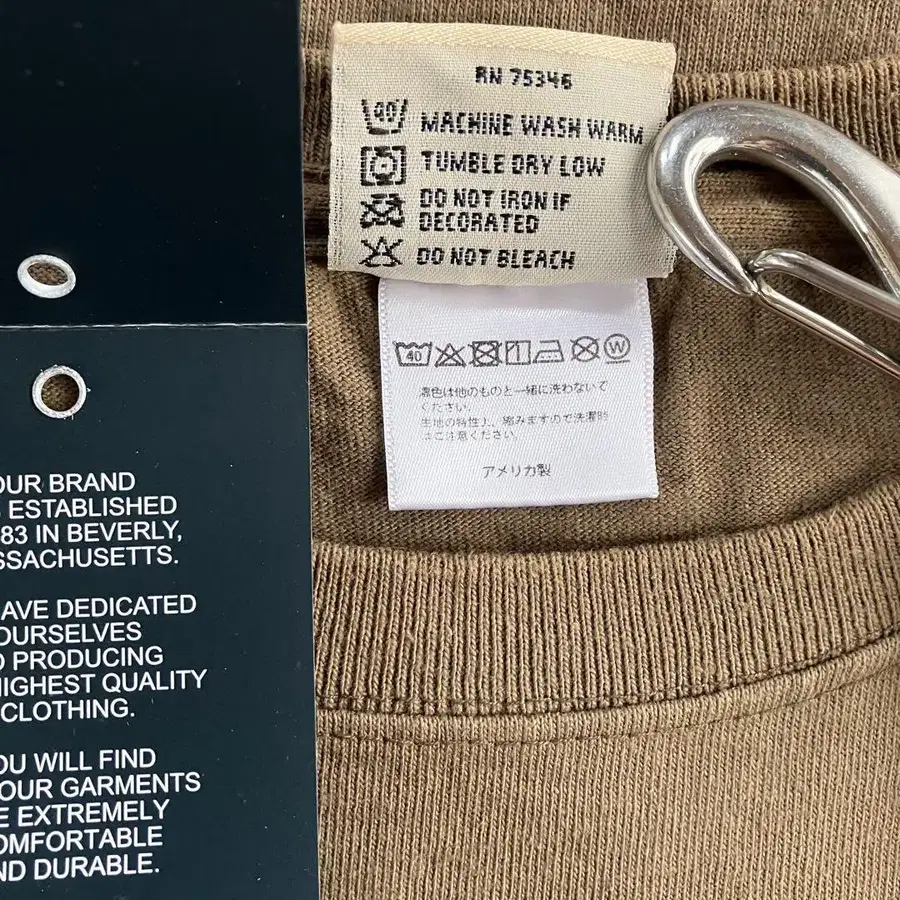 RN 75346
40
MACHINE WASH WARM
TUMBLE DRY LOW
DO NOT IRON IF
DECORATED
DO NOT BLEACH
40
W
濃色は他のものと一緒に洗わないで
ください。
生地の特性上、縮みますので洗濯時
はご注意ください。
アメリカ製
OUR BRAND
ESTABLISHED
83 IN BEVERLY,
SSACHUSETTS.
AVE DEDICATED
OURSELVES
PRODUCING
HIGHEST QUALITY
CLOTHING.
OU WILL FIND
OUR GARMENTS
E EXTREMELY
OMFORTABLE
ND DURABLE.